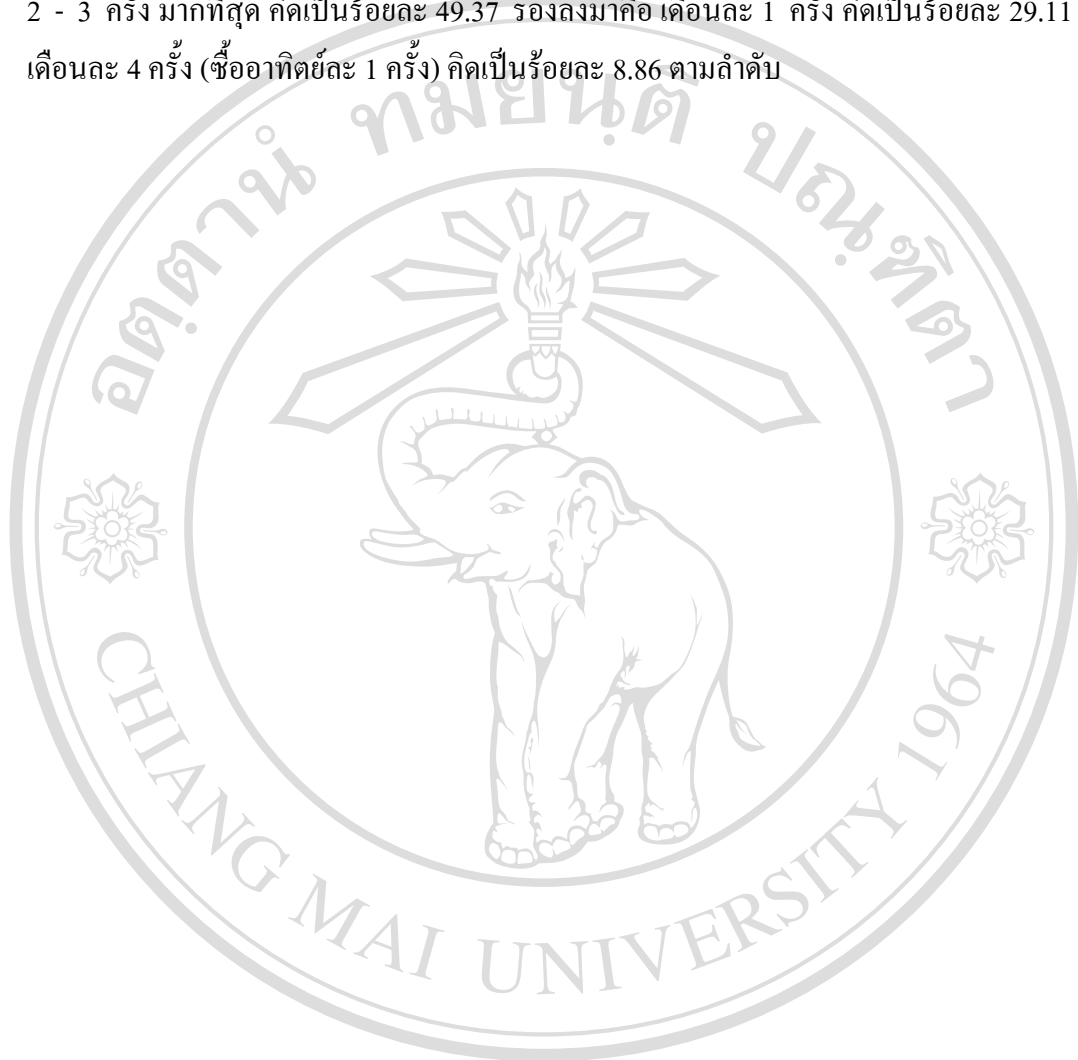 2 - 3 ครั้ง มากที่สุด คิดเป็นร้อยละ 49.37 รองลงมาคือ เดือนละ 1 ครั้ง คิดเป็นร้อยละ 29.11
เดือนละ 4 ครั้ง (ซื้ออาทิตย์ละ 1 ครั้ง) คิดเป็นร้อยละ 8.86 ตามลำดับ
อตฺตานํ ทมยนฺติ ปณฺฑิตา
CHIANG MAI UNIVERSITY 1964